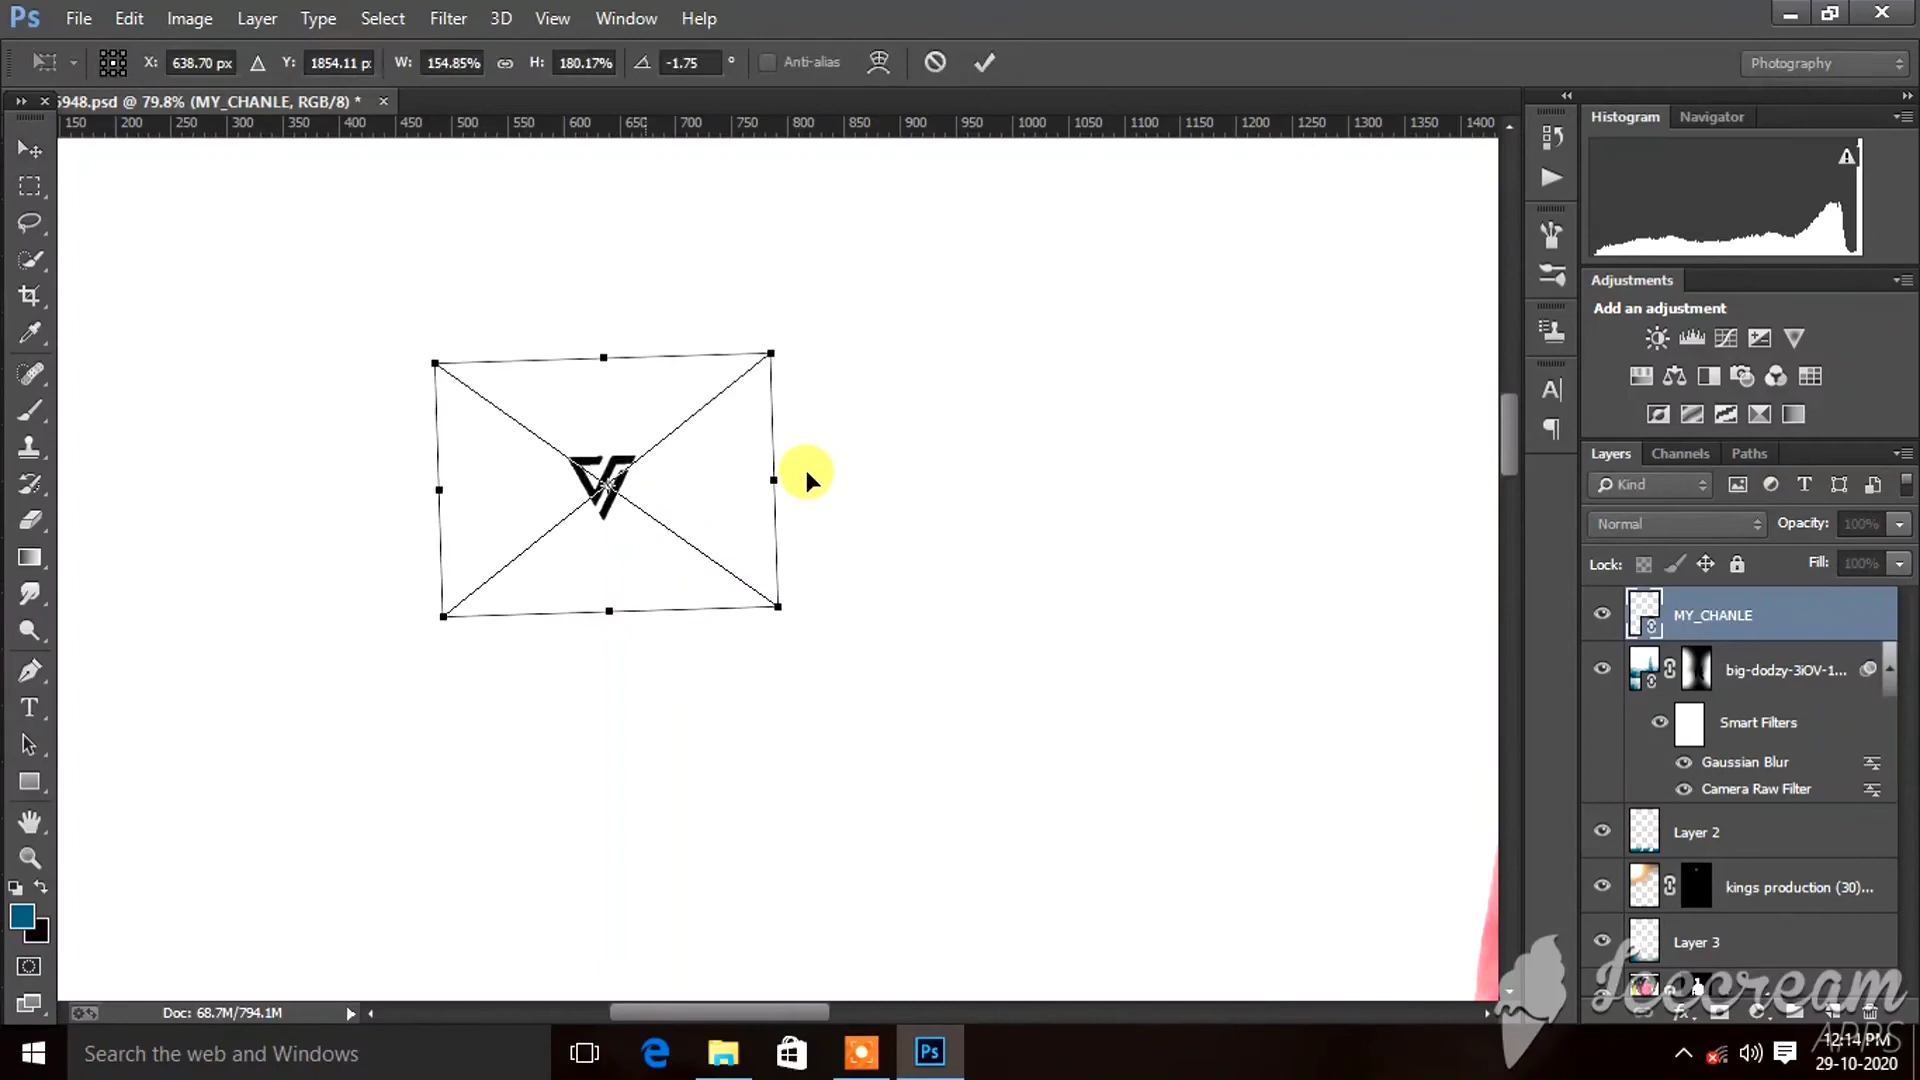 Ps File Edit Image Layer Type Select Filter 3D View Window Help
X: 638.70 px Y: 1854.11 p: W: 154.85% H: 180.17% -1.75 ° Anti-alias Photography
5948.psd @ 79.8% (MY_CHANLE, RGB/8) * ×
150 200 250 300 350 400 450 500 550 600 650 700 750 800 850 900 950 1000 1050 1100 1150 1200 1250 1300 1350 1400
Histogram Navigator
Adjustments
Add an adjustment
Layers Channels Paths
Kind
Normal Opacity: 100%
Lock: Fill: 100%
MY_CHANLE
big-dodzy-3iOV-1...
Smart Filters
Gaussian Blur
Camera Raw Filter
Layer 2
kings production (30)...
Layer 3
Doc: 68.7M/794.1M
Icecream
APPS
Search the web and Windows
Ps
12:14 PM
29-10-2020